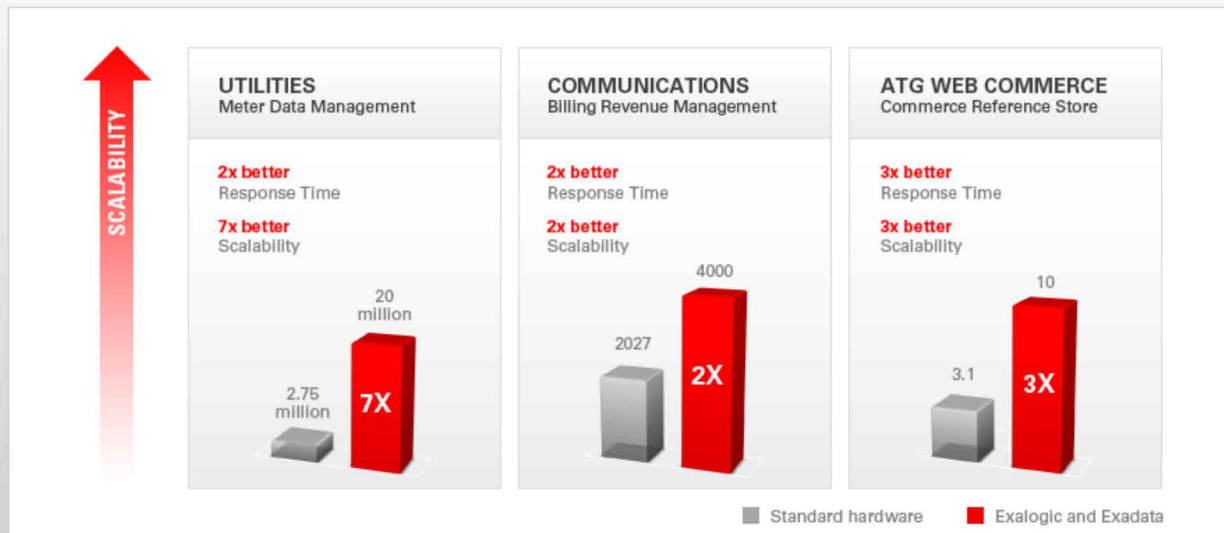 SCALABILITY
UTILITIES
Meter Data Management
2x better
Response Time
7x better
Scalability
2.75
million
20
million
7X
COMMUNICATIONS
Billing Revenue Management
2x better
Response Time
2x better
Scalability
2027
4000
2X
ATG WEB COMMERCE
Commerce Reference Store
3x better
Response Time
3x better
Scalability
3.1
10
3X
Standard hardware
Exalogic and Exadata